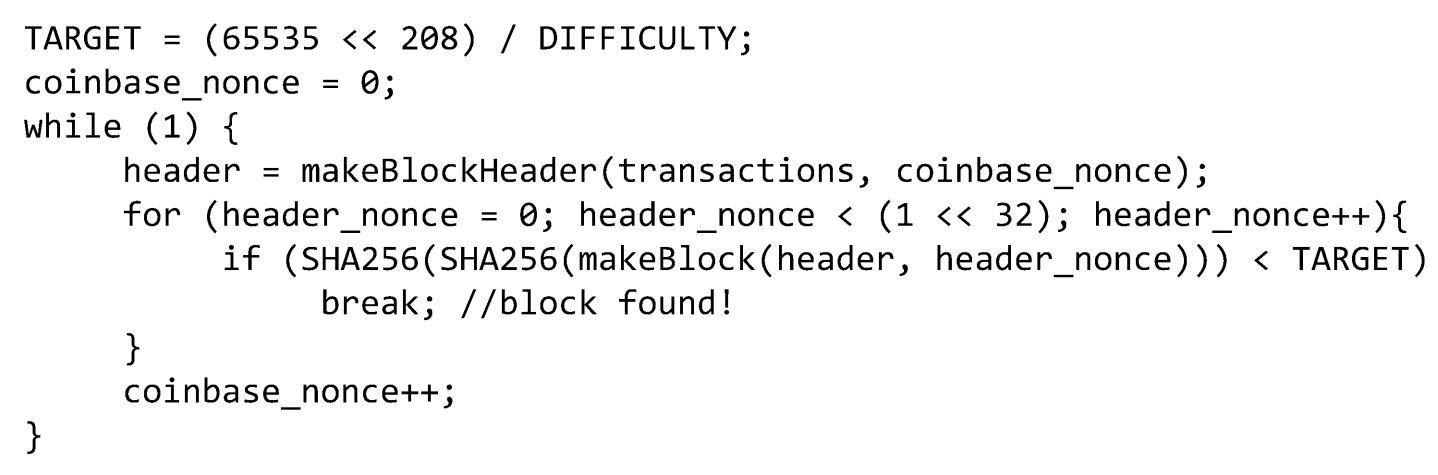 TARGET = (65535 << 208) / DIFFICULTY;
coinbase_nonce = 0;
while (1) {
header = makeBlockHeader(transactions, coinbase_nonce);
for (header_nonce = 0; header_nonce < (1 << 32); header_nonce++){
if (SHA256(SHA256(makeBlock(header, header_nonce))) < TARGET)
break; //block found!
}
coinbase_nonce++;
}